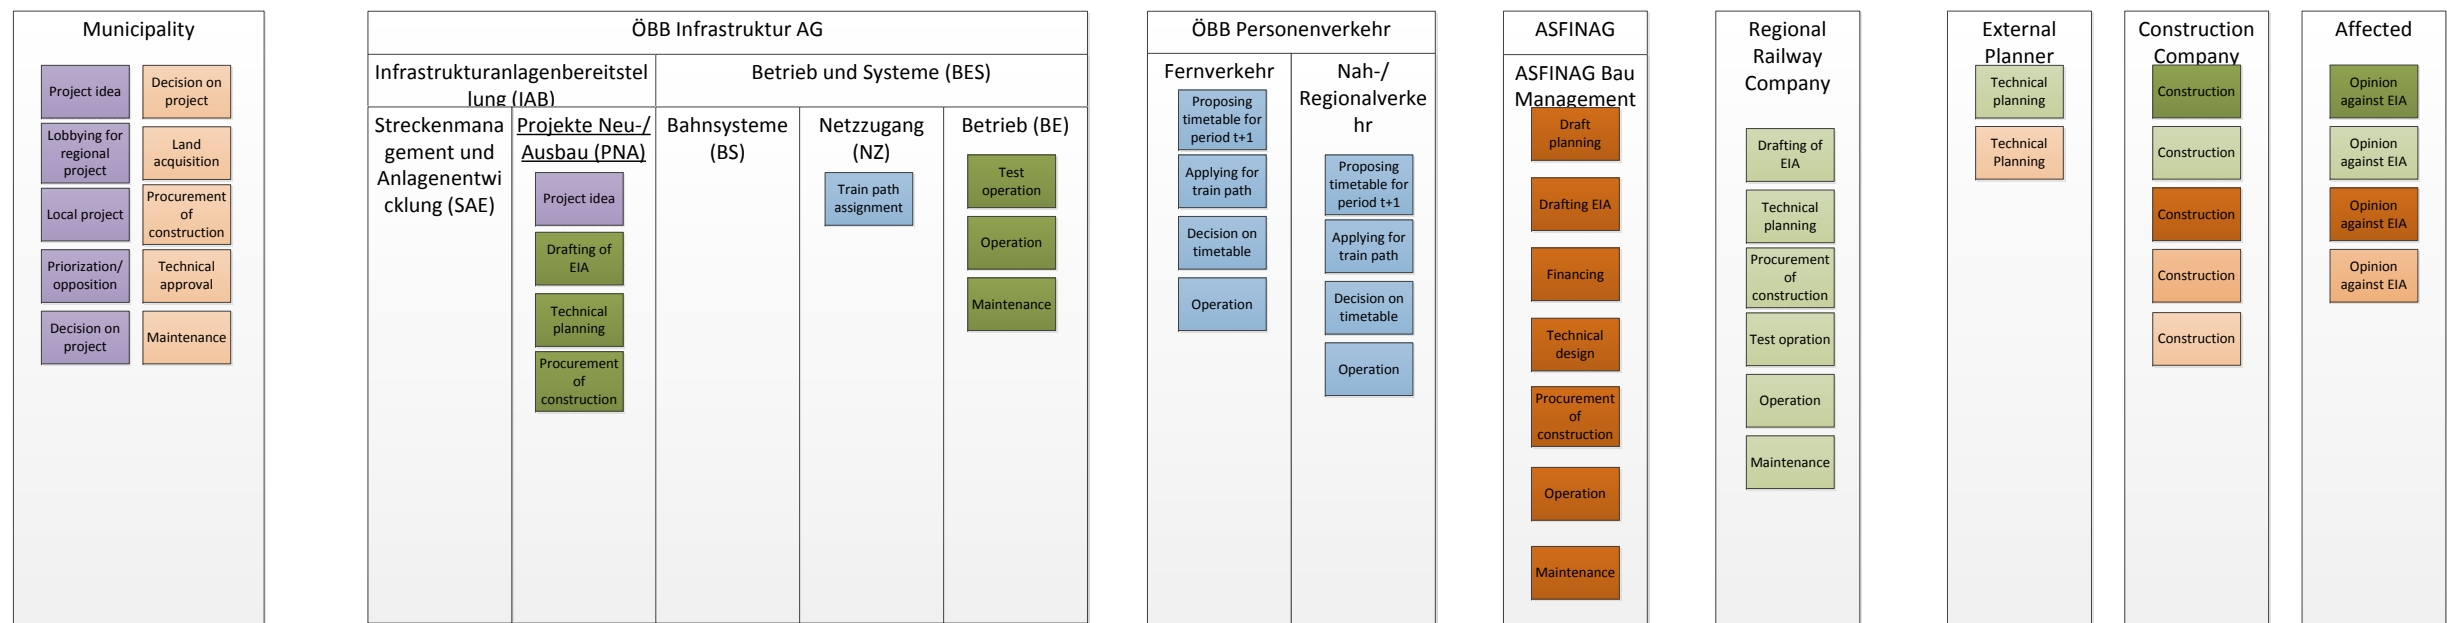 Municipality
Project idea
Decision on
project
Lobbying for
regional
project
Land
acquisition
Local project
Procurement
of
construction
Priorization/
opposition
Technical
approval
Decision on
project
Maintenance
ÖBB Infrastruktur AG
Infrastrukturanlagenbereitstel
lung (IAB)
Betrieb und Systeme (BES)
Streckenmana
gement und
Anlagenentwi
cklung (SAE)
Projekte Neu-/
Ausbau (PNA)
Project idea
Drafting of
EIA
Technical
planning
Procurement
of
construction
Bahnsysteme
(BS)
Netzzugang
(NZ)
Train path
assignment
Betrieb (BE)
Test
operation
Operation
Maintenance
ÖBB Personenverkehr
Fernverkehr
Proposing
timetable for
period t+1
Applying for
train path
Decision on
timetable
Operation
Nah-/
Regionalverke
hr
Proposing
timetable for
period t+1
Applying for
train path
Decision on
timetable
Operation
ASFINAG
ASFINAG Bau
Management
Draft
planning
Drafting EIA
Financing
Technical
design
Procurement
of
construction
Operation
Maintenance
Regional
Railway
Company
Drafting of
EIA
Technical
planning
Procurement
of
construction
Test opration
Operation
Maintenance
External
Planner
Technical
planning
Technical
Planning
Construction
Company
Construction
Construction
Construction
Construction
Construction
Affected
Opinion
against EIA
Opinion
against EIA
Opinion
against EIA
Opinion
against EIA